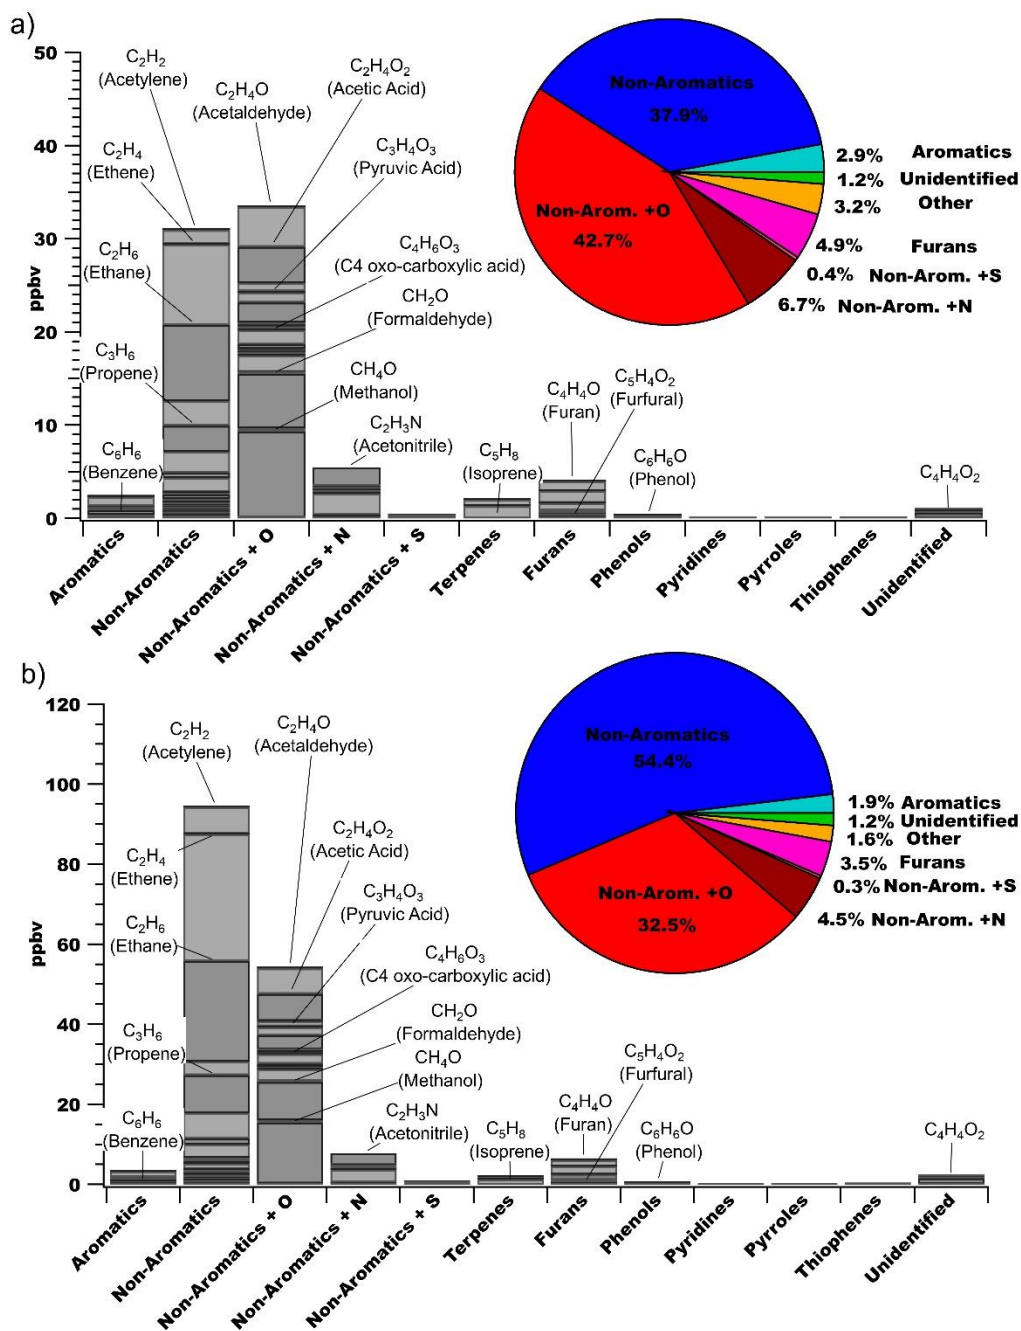 a)
50
40
30
20
10
0
ppbv
C2H2
(Acetylene)
C2H4
(Ethene)
C2H6
(Ethane)
C3H6
(Propene)
C6H6
(Benzene)
C2H4O
(Acetaldehyde)
C2H4O2
(Acetic Acid)
C3H4O3
(Pyruvic Acid)
C4H6O3
(C4 oxo-carboxylic acid)
CH2O
(Formaldehyde)
CH4O
(Methanol)
C2H3N
(Acetonitrile)
C5H8
(Isoprene)
C4H4O
(Furan)
C5H4O2
(Furfural)
C6H6O
(Phenol)
C4H4O2
Aromatics
Non-Aromatics
Non-Aromatics + O
Non-Aromatics + N
Non-Aromatics + S
Terpenes
Furans
Phenols
Pyridines
Pyrroles
Thiophenes
Unidentified
Non-Aromatics
37.9%
Non-Arom. +O
42.7%
2.9% Aromatics
1.2% Unidentified
3.2% Other
4.9% Furans
0.4% Non-Arom. +S
6.7% Non-Arom. +N
b)
120
100
80
60
40
20
0
ppbv
C2H2
(Acetylene)
C2H4
(Ethene)
C2H6
(Ethane)
C3H6
(Propene)
C6H6
(Benzene)
C2H4O
(Acetaldehyde)
C2H4O2
(Acetic Acid)
C3H4O3
(Pyruvic Acid)
C4H6O3
(C4 oxo-carboxylic acid)
CH2O
(Formaldehyde)
CH4O
(Methanol)
C2H3N
(Acetonitrile)
C5H8
(Isoprene)
C4H4O
(Furan)
C5H4O2
(Furfural)
C6H6O
(Phenol)
C4H4O2
Aromatics
Non-Aromatics
Non-Aromatics + O
Non-Aromatics + N
Non-Aromatics + S
Terpenes
Furans
Phenols
Pyridines
Pyrroles
Thiophenes
Unidentified
Non-Aromatics
54.4%
Non-Arom. +O
32.5%
1.9% Aromatics
1.2% Unidentified
1.6% Other
3.5% Furans
0.3% Non-Arom. +S
4.5% Non-Arom. +N